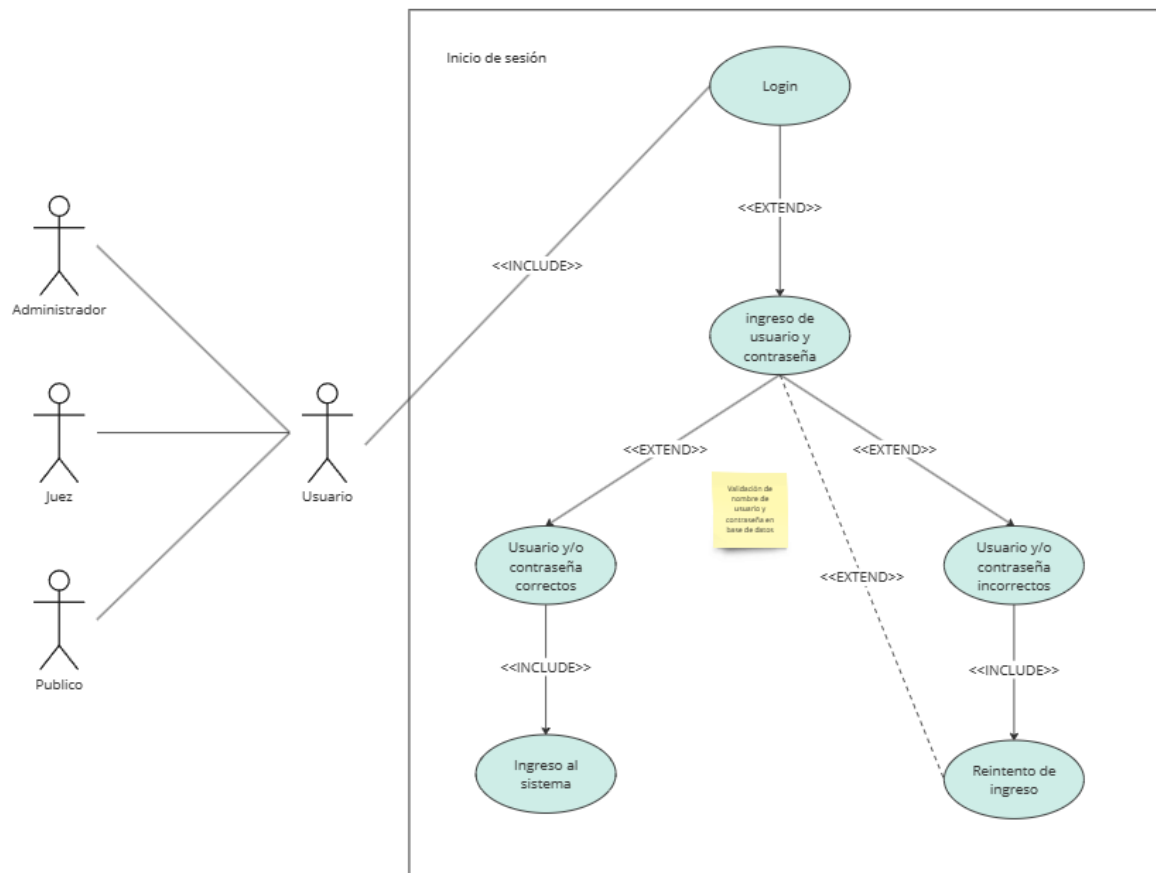 Inicio de sesión
Login
<<EXTEND>>
<<INCLUDE>>
Administrador
ingreso de
usuario y
contraseña
Juez
Usuario
<<EXTEND>>
<<EXTEND>>
Validación de
nombre de
usuario y
contraseña en
base de datos
Usuario y/o
contraseña
correctos
<<EXTEND>>
Usuario y/o
contraseña
incorrectos
Publico
<<INCLUDE>>
<<INCLUDE>>
Ingreso al
sistema
Reintento de
ingreso